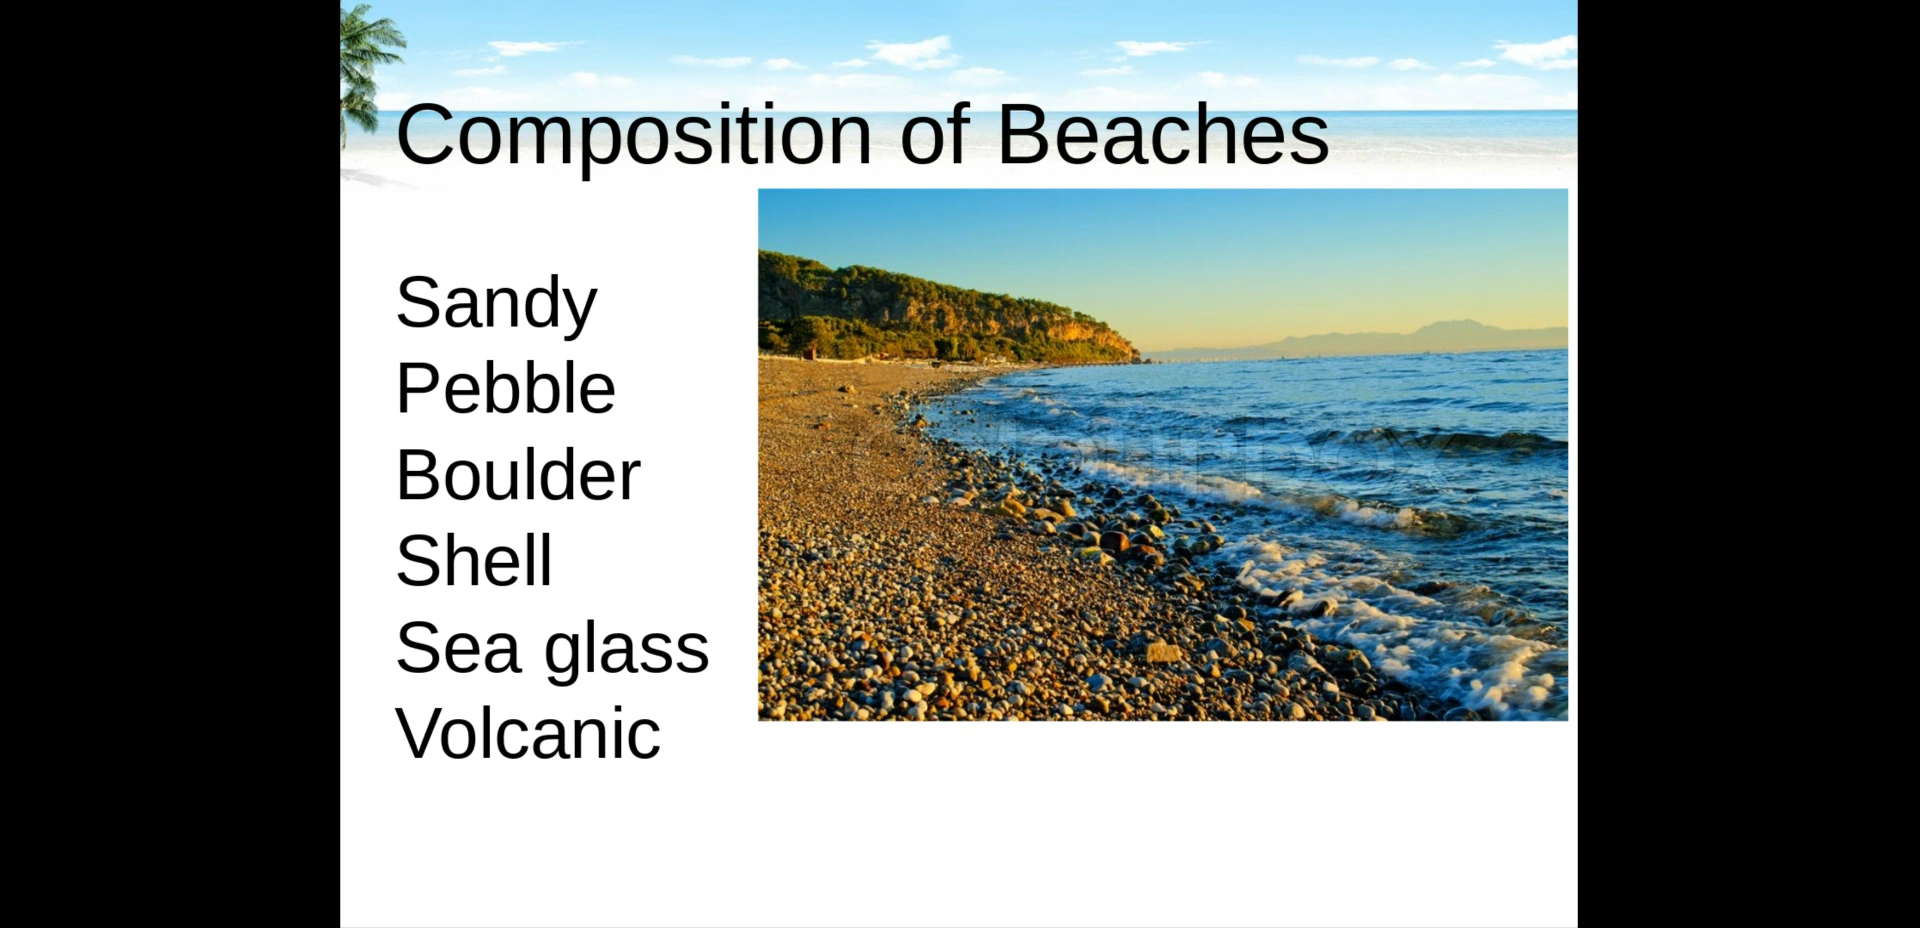 Composition of Beaches
Sandy
Pebble
Boulder
Shell
Sea glass
Volcanic